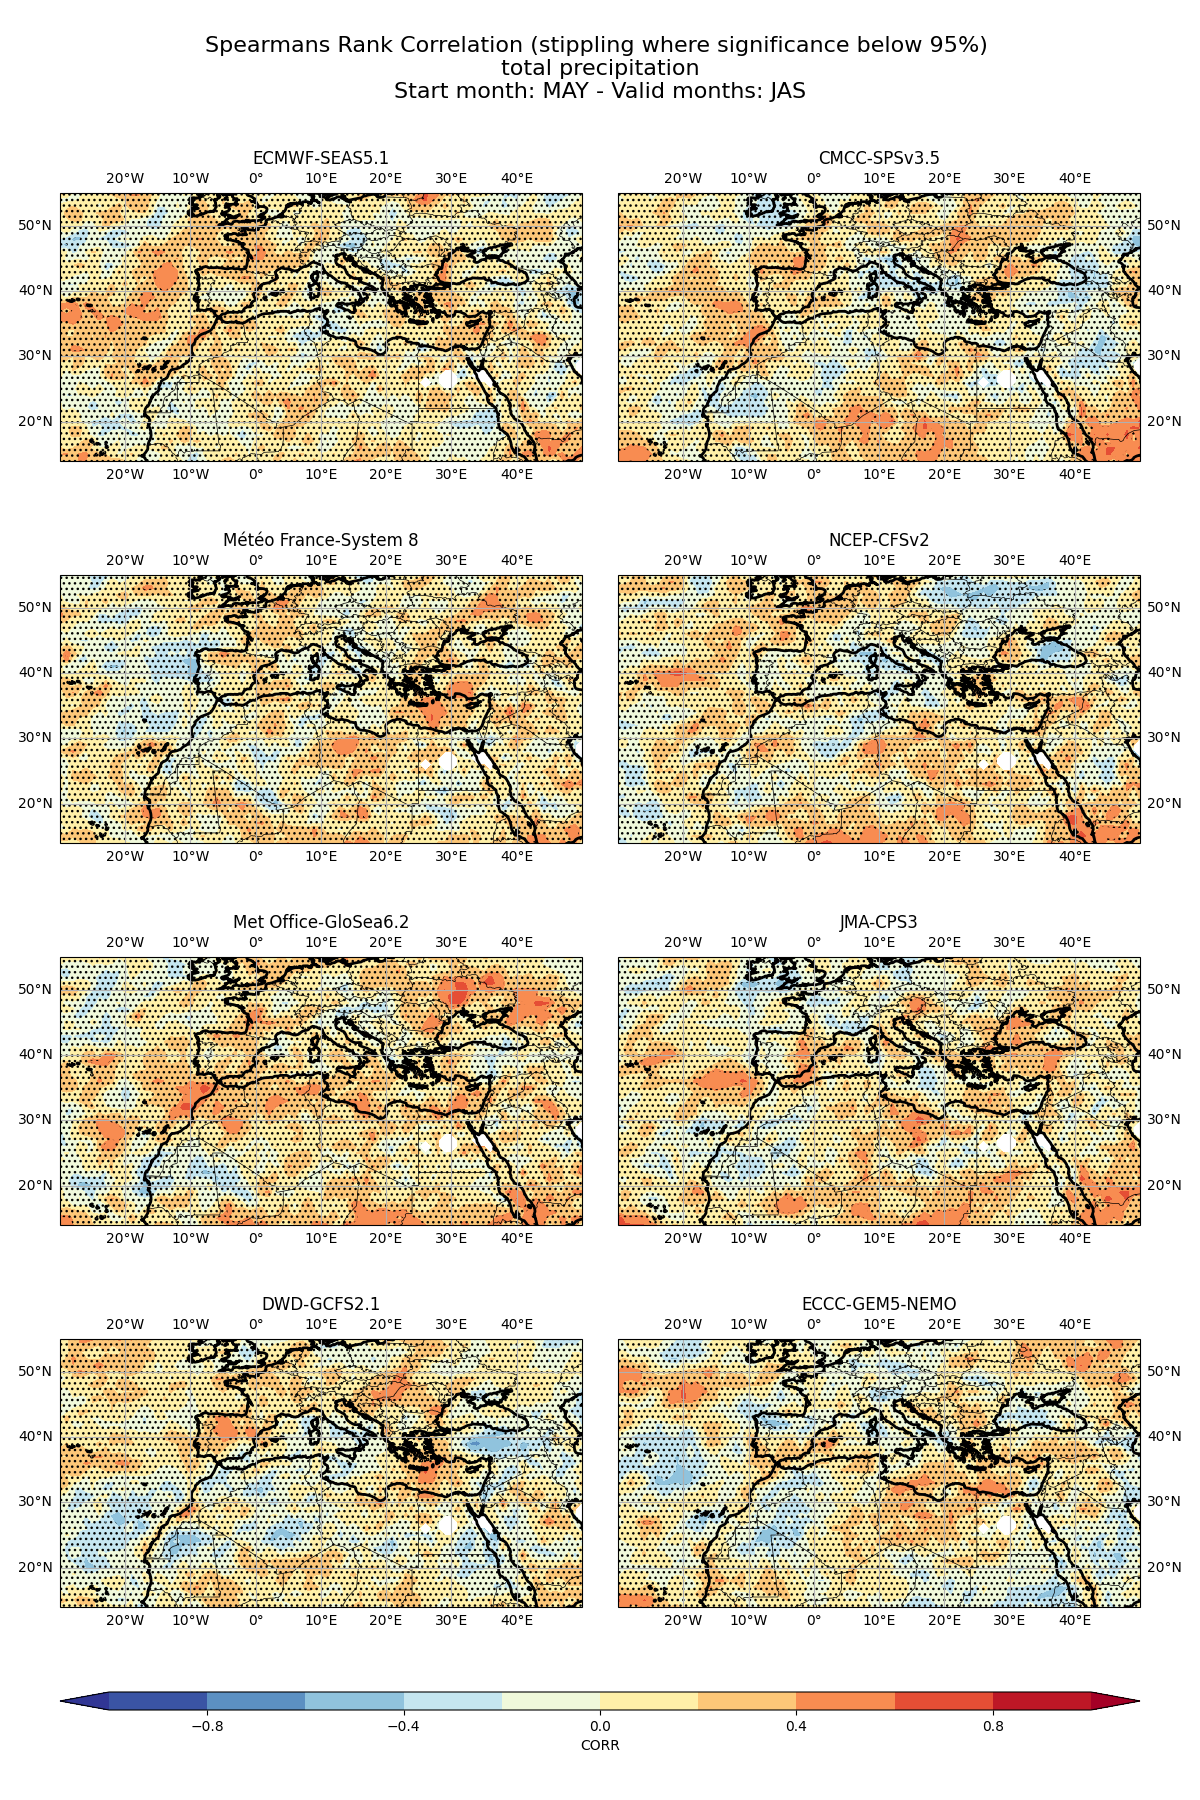 Spearmans Rank Correlation (stippling where significance below 95%)
total precipitation
Start month: MAY - Valid months: JAS
ECMWF-SEAS5.1 CMCC-SPSv3.5
20°W 10°W 0° 10°E 20°E 30°E 40°E 20°W 10°W 0° 10°E 20°E 30°E 40°E
50°N 50°N
40°N 40°N
30°N 30°N
20°N 20°N
20°W 10°W 0° 10°E 20°E 30°E 40°E 20°W 10°W 0° 10°E 20°E 30°E 40°E
Météo France-System 8 NCEP-CFSv2
20°W 10°W 0° 10°E 20°E 30°E 40°E 20°W 10°W 0° 10°E 20°E 30°E 40°E
50°N 50°N
40°N 40°N
30°N 30°N
20°N 20°N
20°W 10°W 0° 10°E 20°E 30°E 40°E 20°W 10°W 0° 10°E 20°E 30°E 40°E
Met Office-GloSea6.2 JMA-CPS3
20°W 10°W 0° 10°E 20°E 30°E 40°E 20°W 10°W 0° 10°E 20°E 30°E 40°E
50°N 50°N
40°N 40°N
30°N 30°N
20°N 20°N
20°W 10°W 0° 10°E 20°E 30°E 40°E 20°W 10°W 0° 10°E 20°E 30°E 40°E
DWD-GCFS2.1 ECCC-GEM5-NEMO
20°W 10°W 0° 10°E 20°E 30°E 40°E 20°W 10°W 0° 10°E 20°E 30°E 40°E
50°N 50°N
40°N 40°N
30°N 30°N
20°N 20°N
20°W 10°W 0° 10°E 20°E 30°E 40°E 20°W 10°W 0° 10°E 20°E 30°E 40°E
−0.8 −0.4 0.0 0.4 0.8
CORR